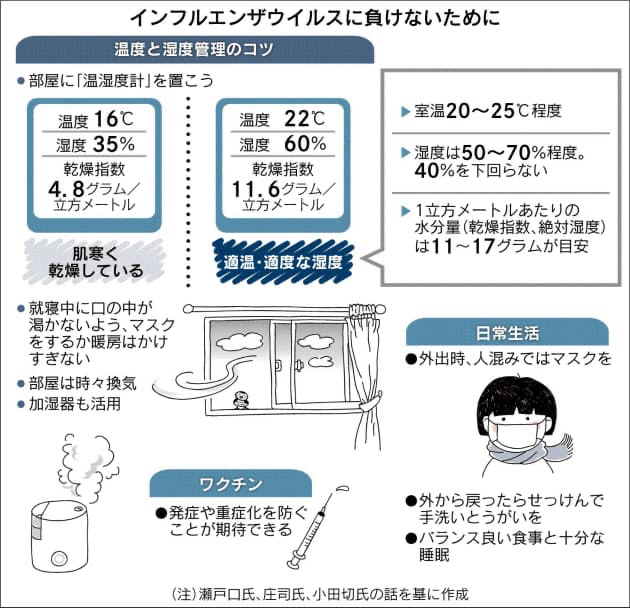 インフルエンザウイルスに負けないために
温度と湿度管理のコツ
●部屋に「温湿度計」を置こう
温度 16℃
湿度 35%
乾燥指数
4.8グラム／
立方メートル
肌寒く
乾燥している
温度 22℃
湿度 60%
乾燥指数
11.6グラム／
立方メートル
適温・適度な湿度
▶室温20〜25℃程度
▶湿度は50〜70%程度。
40%を下回らない
▶1立方メートルあたりの
水分量（乾燥指数、絶対湿度）
は11〜17グラムが目安
●就寝中に口の中が
渇かないよう、マスク
をするか暖房はかけ
すぎない
●部屋は時々換気
●加湿器も活用
ワクチン
●発症や重症化を防ぐ
ことが期待できる
日常生活
●外出時、人混みではマスクを
●外から戻ったらせっけんで
手洗いとうがいを
●バランス良い食事と十分な
睡眠
（注）瀬戸口氏、庄司氏、小田切氏の話を基に作成